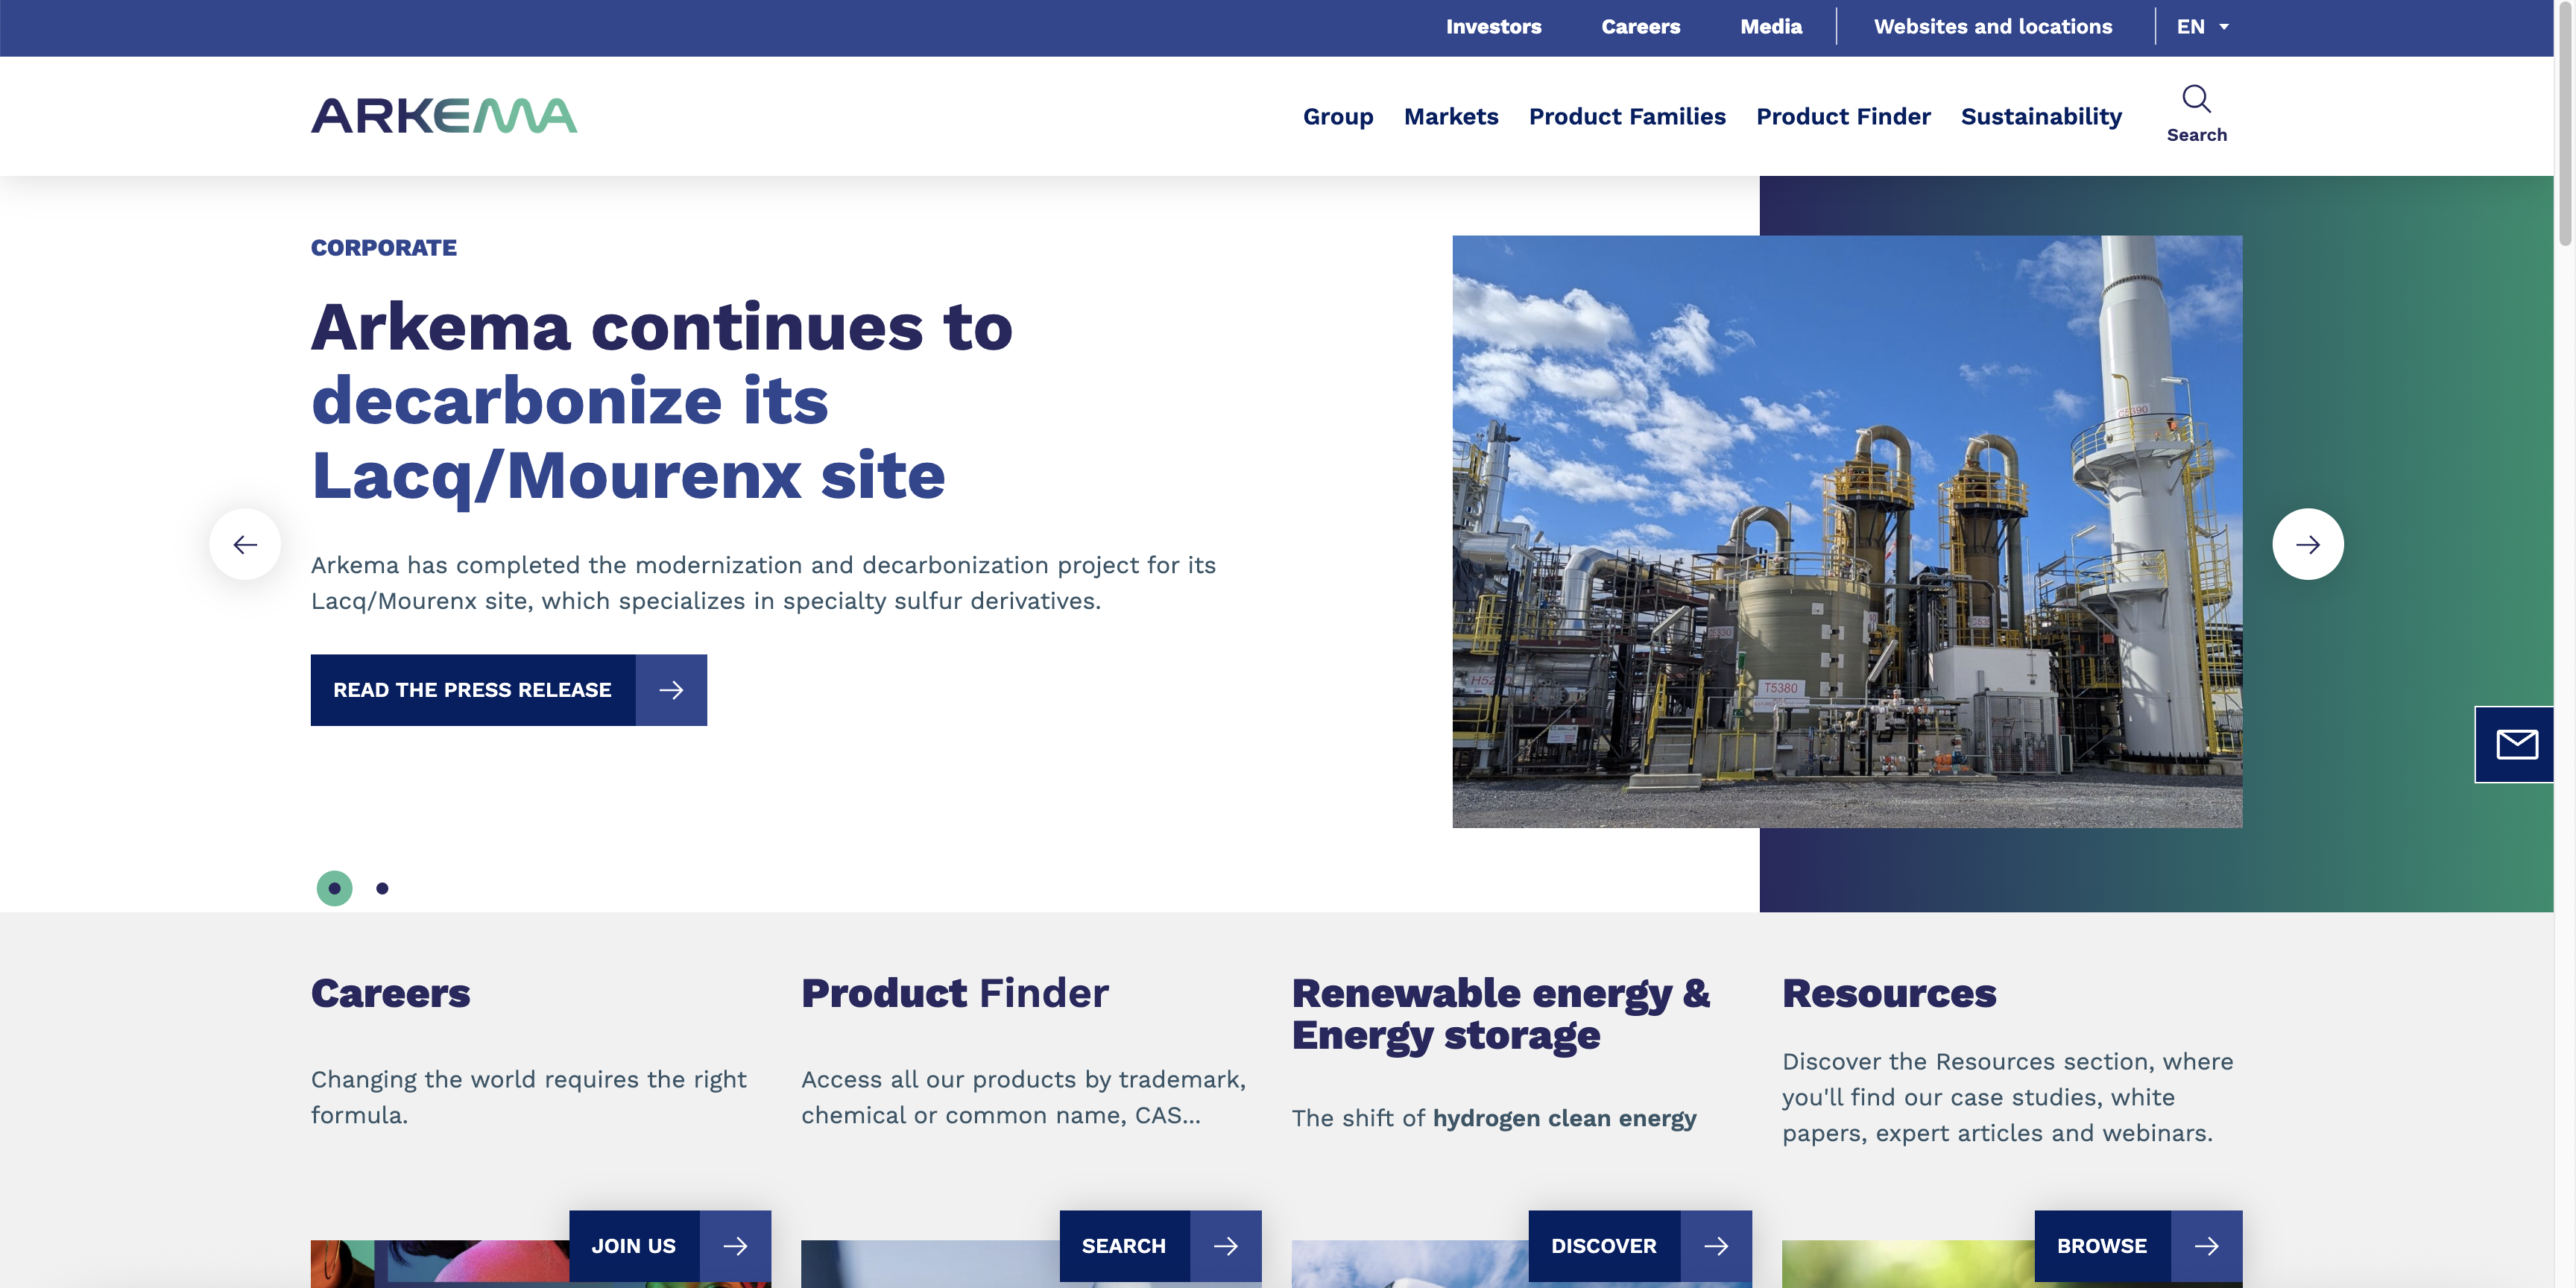 Investors Careers Media Websites and locations EN
ARKEMA
Group Markets Product Families Product Finder Sustainability Search
CORPORATE
Arkema continues to
decarbonize its
Lacq/Mourenx site
Arkema has completed the modernization and decarbonization project for its
Lacq/Mourenx site, which specializes in specialty sulfur derivatives.
READ THE PRESS RELEASE
C5390
T5380
Careers
Changing the world requires the right
formula.
JOIN US
Product Finder
Access all our products by trademark,
chemical or common name, CAS...
SEARCH
Renewable energy &
Energy storage
The shift of hydrogen clean energy
DISCOVER
Resources
Discover the Resources section, where
you'll find our case studies, white
papers, expert articles and webinars.
BROWSE